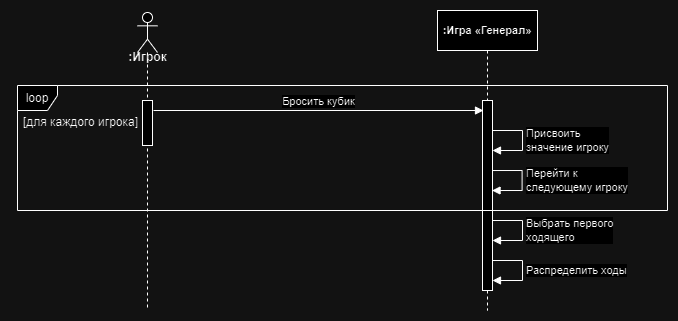 :Игрок
:Игра «Генерал»
loop
[для каждого игрока]
Бросить кубик
Присвоить
значение игроку
Перейти к
следующему игроку
Выбрать первого
ходящего
Распределить ходы